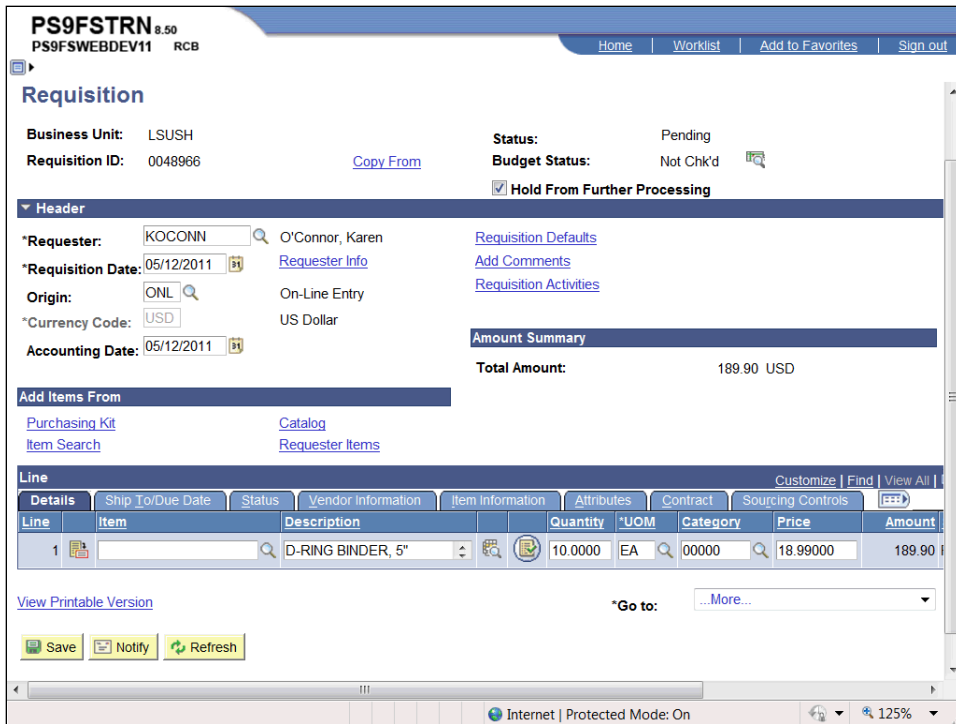 PS9FSTRN 8.50
PS9FSWEBDEV11 RCB
Home Worklist Add to Favorites Sign out
Requisition
Business Unit: LSUSH Status: Pending
Requisition ID: 0048966 Copy From Budget Status: Not Chk'd
Hold From Further Processing
Header
*Requester: KOCONN O'Connor, Karen Requisition Defaults
*Requisition Date: 05/12/2011 Requester Info Add Comments
Origin: ONL On-Line Entry Requisition Activities
*Currency Code: USD US Dollar
Accounting Date: 05/12/2011 Amount Summary
Total Amount: 189.90 USD
Add Items From
Purchasing Kit Catalog
Item Search Requester Items
Line Customize | Find | View All |
Details Ship To/Due Date Status Vendor Information Item Information Attributes Contract Sourcing Controls
Line Item Description Quantity *UOM Category Price Amount
1 D-RING BINDER, 5" 10.0000 EA 00000 18.99000 189.90
View Printable Version *Go to: ...More...
Save Notify Refresh
Internet | Protected Mode: On 125%